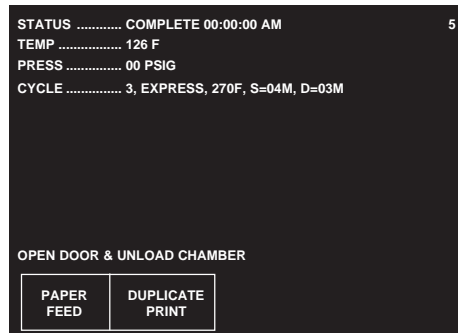 STATUS ............ COMPLETE 00:00:00 AM 5
TEMP ................. 126 F
PRESS ............... 00 PSIG
CYCLE ............... 3, EXPRESS, 270F, S=04M, D=03M
OPEN DOOR & UNLOAD CHAMBER
PAPER FEED
DUPLICATE PRINT